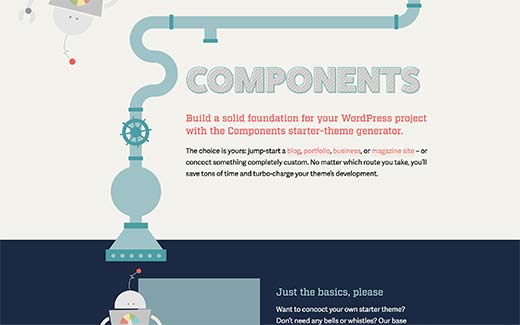 COMPONENTS
Build a solid foundation for your WordPress project
with the Components starter-theme generator.
The choice is yours: jump-start a blog, portfolio, business, or magazine site – or
concoct something completely custom. No matter which route you take, you'll
save tons of time and turbo-charge your theme's development.
Just the basics, please
Want to concoct your own starter theme?
Don't need any bells or whistles? Our base